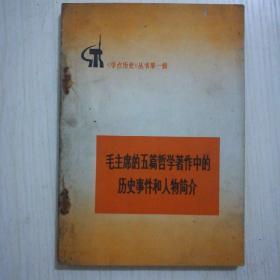 《学点历史》丛书第一辑
毛主席的五篇哲学著作中的
历史事件和人物简介